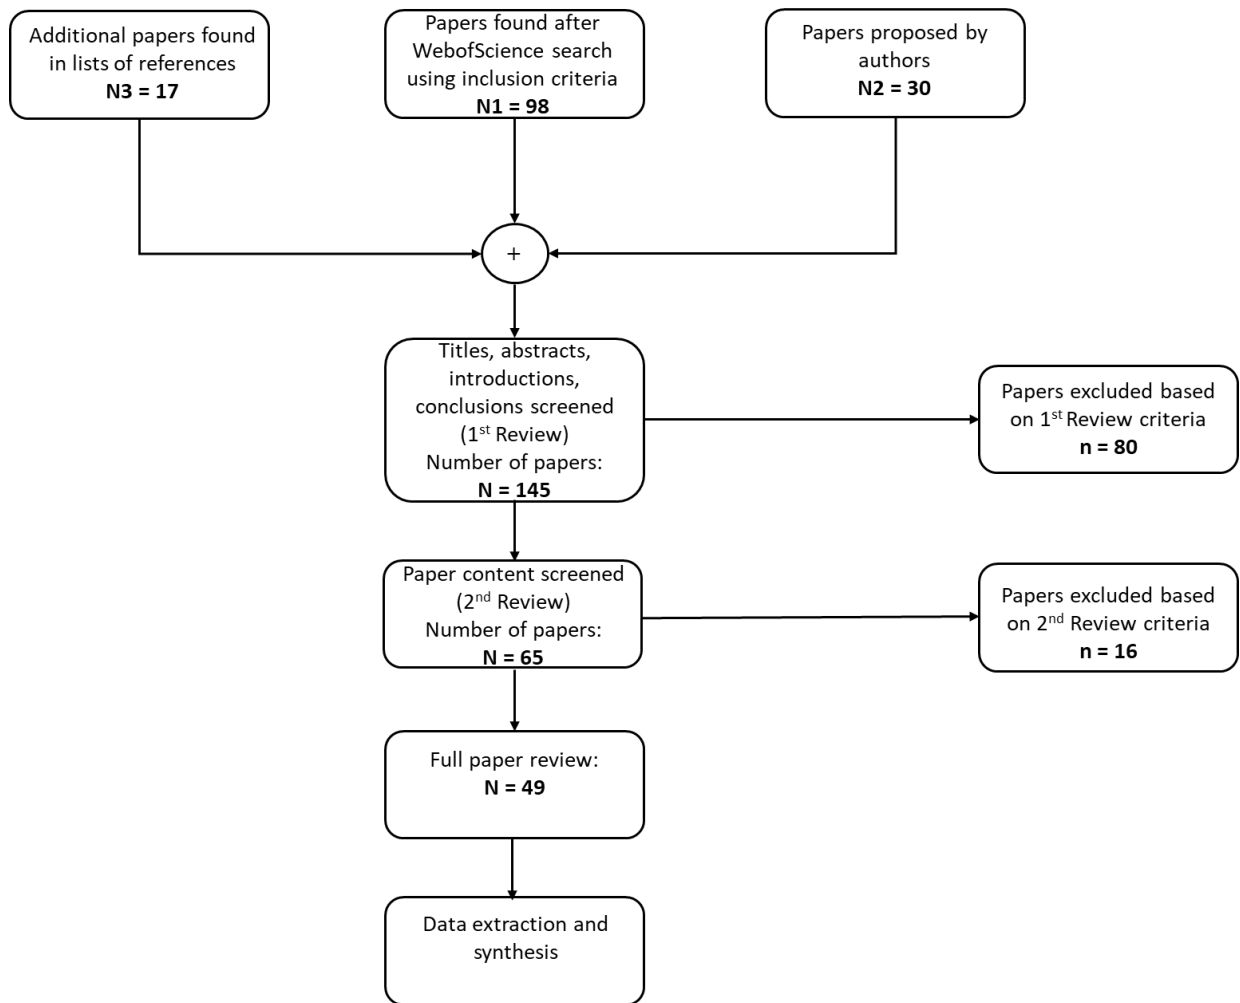 Additional papers found
in lists of references
N3 = 17
Papers found after
WebofScience search
using inclusion criteria
N1 = 98
Papers proposed by
authors
N2 = 30
+
Titles, abstracts,
introductions,
conclusions screened
(1st Review)
Number of papers:
N = 145
Papers excluded based
on 1st Review criteria
n = 80
Paper content screened
(2nd Review)
Number of papers:
N = 65
Papers excluded based
on 2nd Review criteria
n = 16
Full paper review:
N = 49
Data extraction and
synthesis